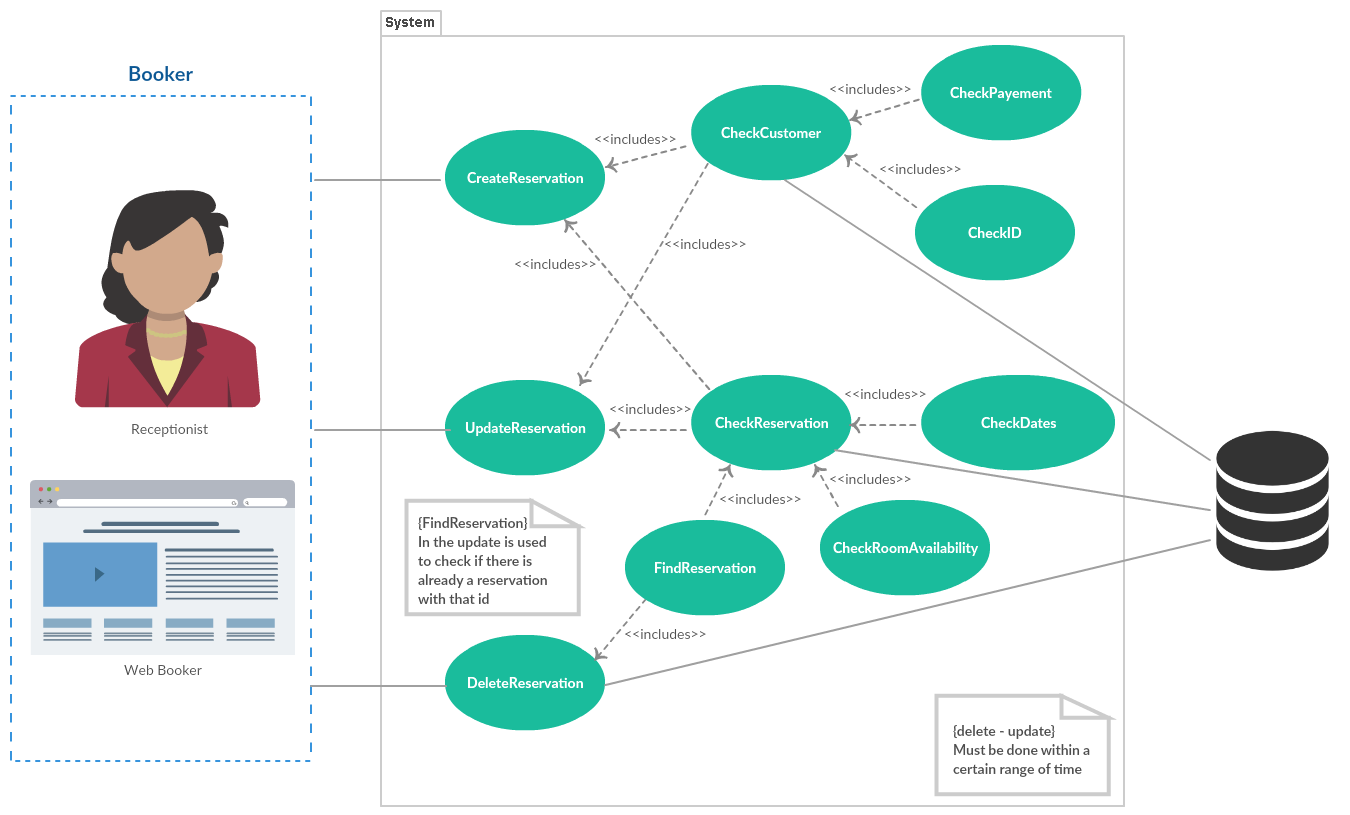 System
Booker
CheckPayement
<<includes>>
CheckCustomer
<<includes>>
CreateReservation
<<includes>>
CheckID
<<includes>>
<<includes>>
CheckDates
<<includes>>
CheckReservation
<<includes>>
UpdateReservation
Receptionist
<<includes>>
<<includes>>
{FindReservation}
In the update is used
to check if there is
already a reservation
with that id
CheckRoomAvailability
FindReservation
<<includes>>
Web Booker
DeleteReservation
{delete - update}
Must be done within a
certain range of time